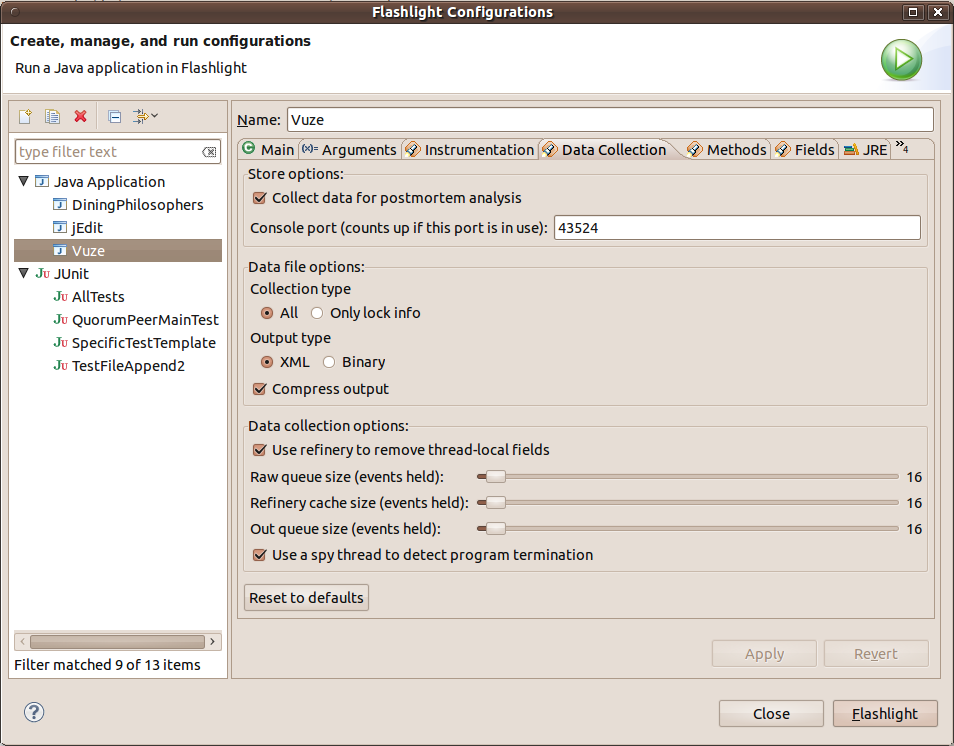 Flashlight Configurations
Create, manage, and run configurations
Run a Java application in Flashlight
type filter text
Java Application
DiningPhilosophers
jEdit
Vuze
JUnit
AllTests
QuorumPeerMainTest
SpecificTestTemplate
TestFileAppend2
Filter matched 9 of 13 items
Name: Vuze
Main (x)= Arguments Instrumentation Data Collection Methods Fields JRE »4
Store options:
Collect data for postmortem analysis
Console port (counts up if this port is in use): 43524
Data file options:
Collection type
All Only lock info
Output type
XML Binary
Compress output
Data collection options:
Use refinery to remove thread-local fields
Raw queue size (events held): 16
Refinery cache size (events held): 16
Out queue size (events held): 16
Use a spy thread to detect program termination
Reset to defaults
Apply Revert
Close Flashlight